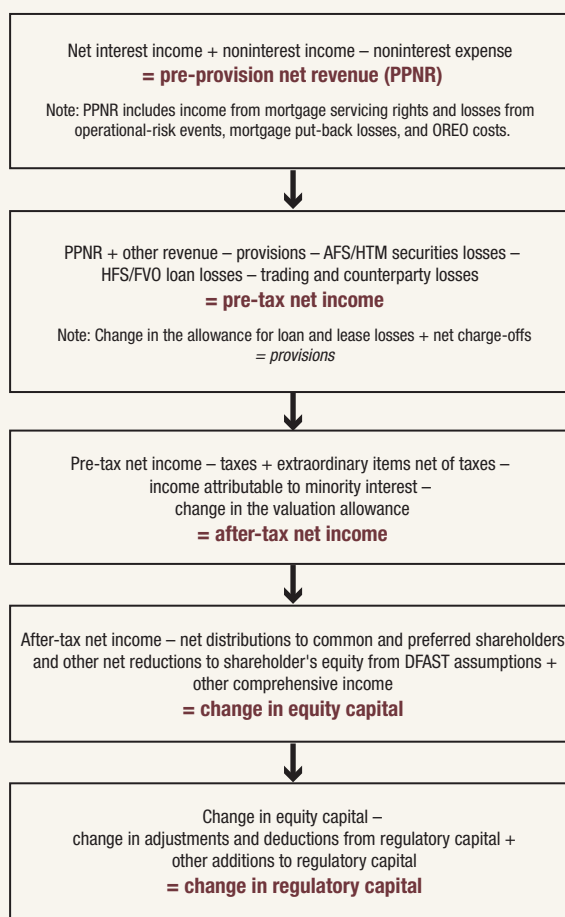 Net interest income + noninterest income – noninterest expense
= pre-provision net revenue (PPNR)
Note: PPNR includes income from mortgage servicing rights and losses from
operational-risk events, mortgage put-back losses, and OREO costs.
PPNR + other revenue – provisions – AFS/HTM securities losses –
HFS/FVO loan losses – trading and counterparty losses
= pre-tax net income
Note: Change in the allowance for loan and lease losses + net charge-offs
= provisions
Pre-tax net income – taxes + extraordinary items net of taxes –
income attributable to minority interest –
change in the valuation allowance
= after-tax net income
After-tax net income – net distributions to common and preferred shareholders
and other net reductions to shareholder's equity from DFAST assumptions +
other comprehensive income
= change in equity capital
Change in equity capital –
change in adjustments and deductions from regulatory capital +
other additions to regulatory capital
= change in regulatory capital